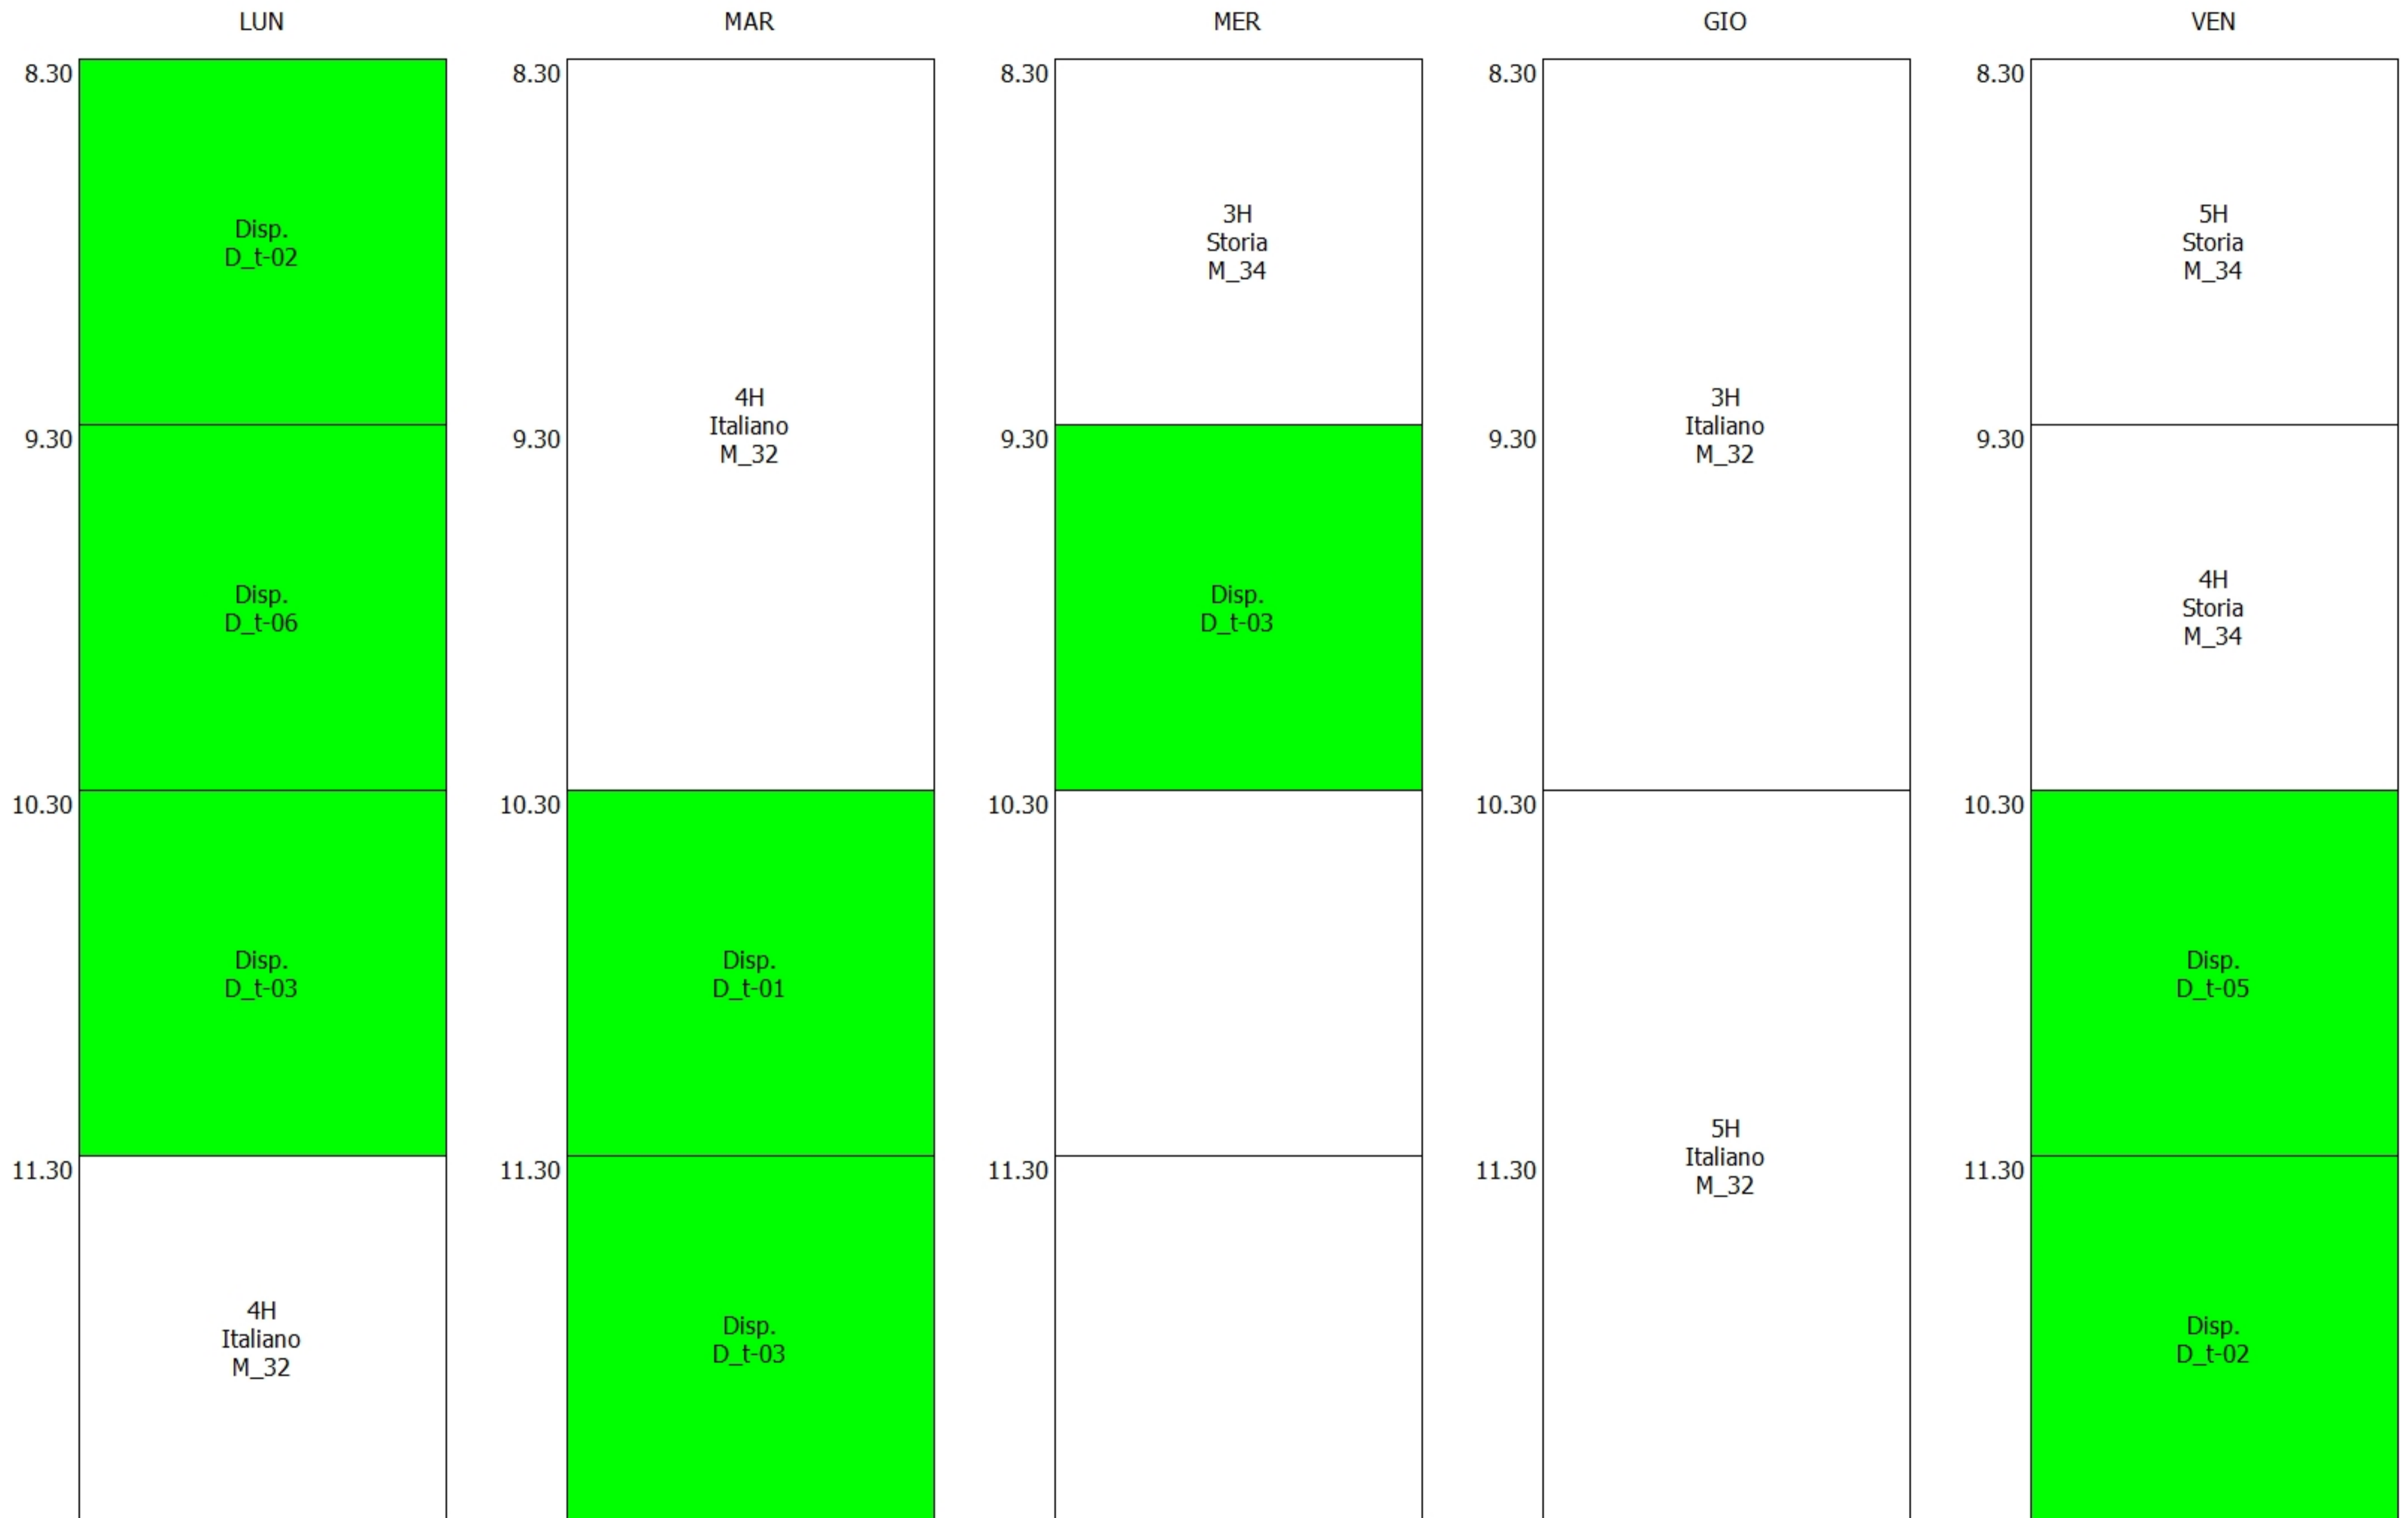 LUN
MAR
MER
GIO
VEN
8.30
Disp.
D_t-02
9.30
Disp.
D_t-06
10.30
Disp.
D_t-03
11.30
4H
Italiano
M_32
8.30
4H
Italiano
M_32
9.30
10.30
Disp.
D_t-01
11.30
Disp.
D_t-03
8.30
3H
Storia
M_34
9.30
Disp.
D_t-03
10.30
11.30
8.30
3H
Italiano
M_32
9.30
10.30
5H
Italiano
M_32
11.30
8.30
5H
Storia
M_34
9.30
4H
Storia
M_34
10.30
Disp.
D_t-05
11.30
Disp.
D_t-02